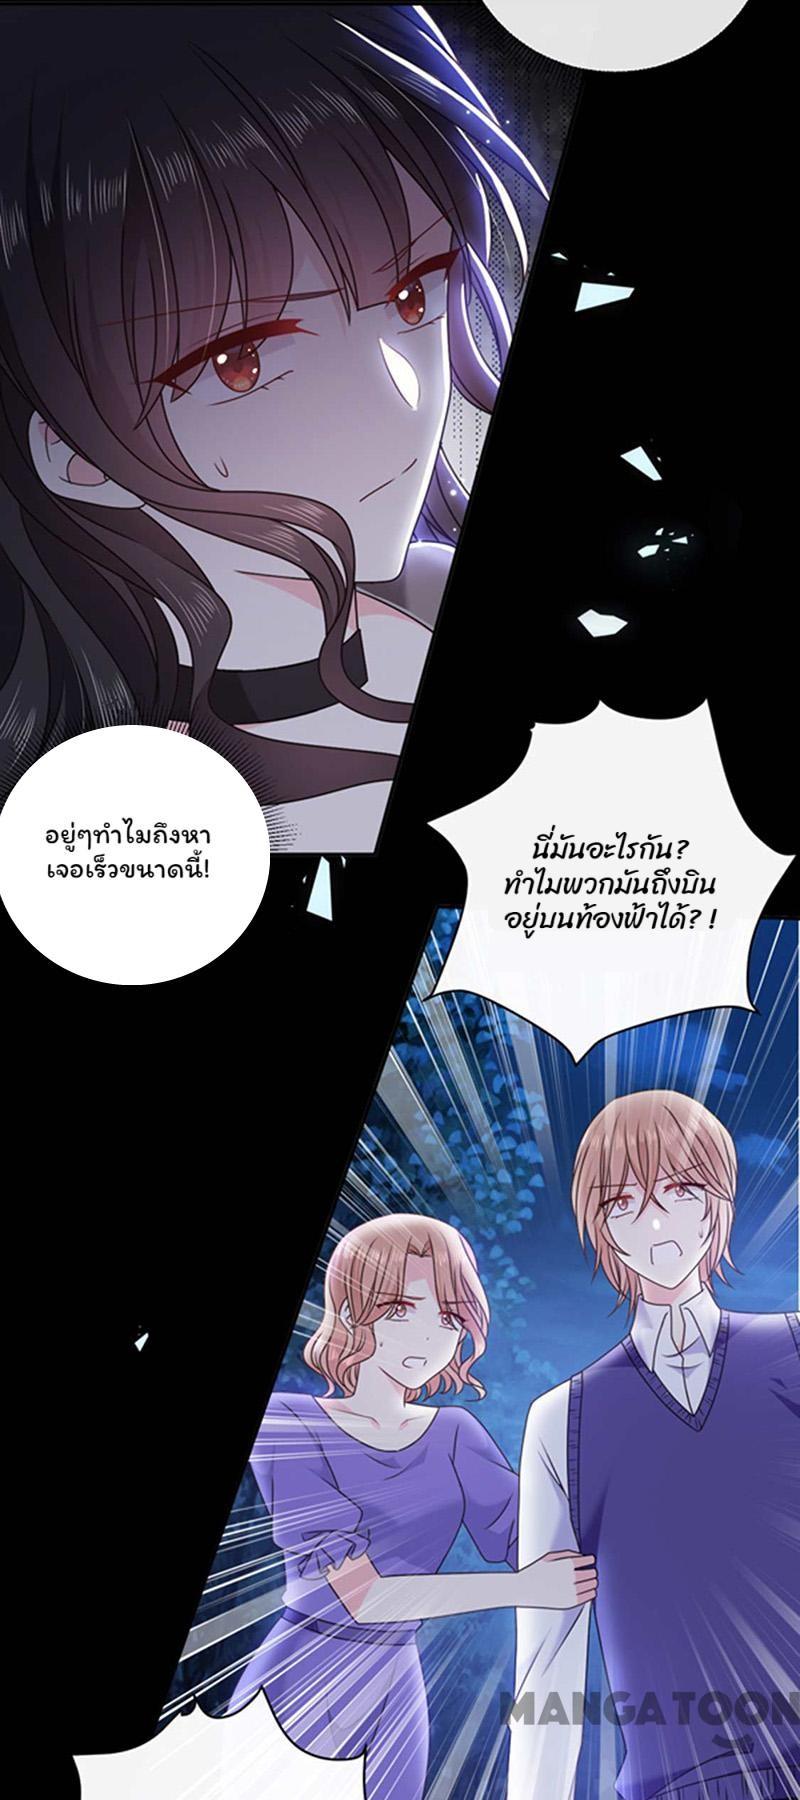 อยู่ๆทำไมถึงหา
เจอเร็วขนาดนี้!
นี่มันอะไรกัน?
ทำไมพวกมันถึงบิน
อยู่บนท้องฟ้าได้?!
MANGATOON